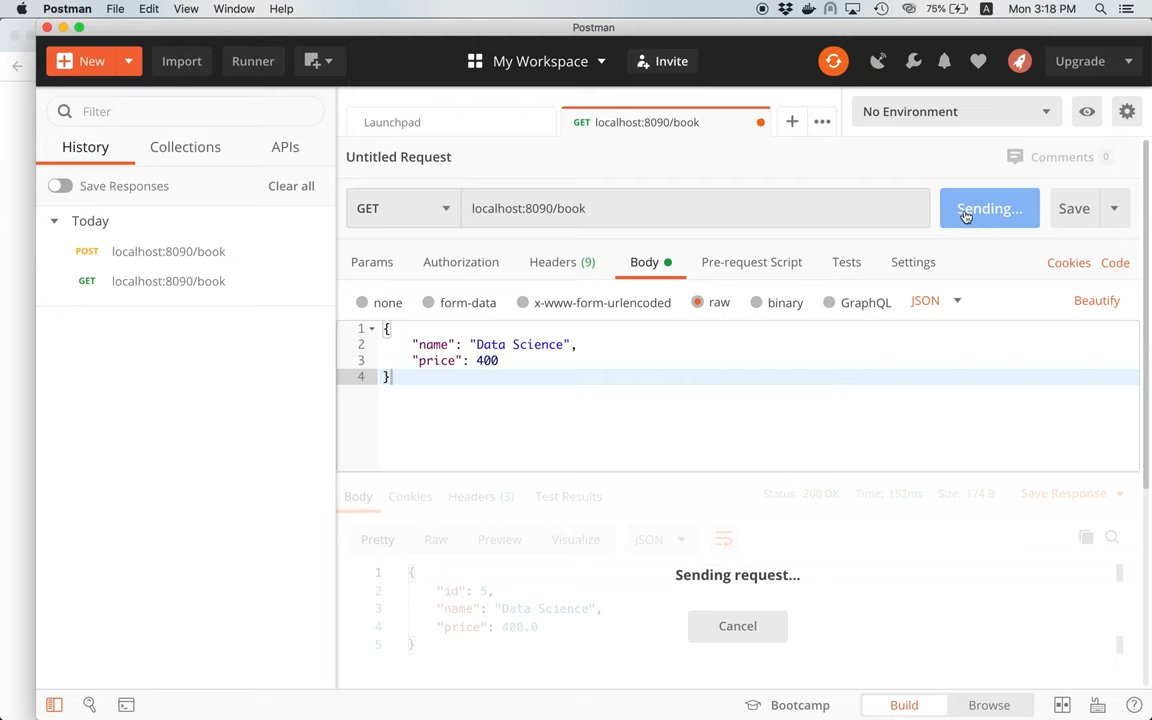 Postman File Edit View Window Help 75% A Mon 3:18 PM
Postman
New Import Runner My Workspace Invite Upgrade
Filter
Launchpad GET localhost:8090/book No Environment
History Collections APIs
Untitled Request Comments 0
Save Responses Clear all
GET localhost:8090/book Sending... Save
Today
POST localhost:8090/book
GET localhost:8090/book
Params Authorization Headers (9) Body Pre-request Script Tests Settings Cookies Code
none form-data x-www-form-urlencoded raw binary GraphQL JSON Beautify
1 {
2 "name": "Data Science",
3 "price": 400
4 }
Body Cookies Headers (3) Test Results Status: 200 OK Time: 152ms Size: 174 B Save Response
Pretty Raw Preview Visualize JSON
1 {
2 "id": 5,
3 "name": "Data Science",
4 "price": 400.0
5 }
Sending request...
Cancel
Bootcamp Build Browse